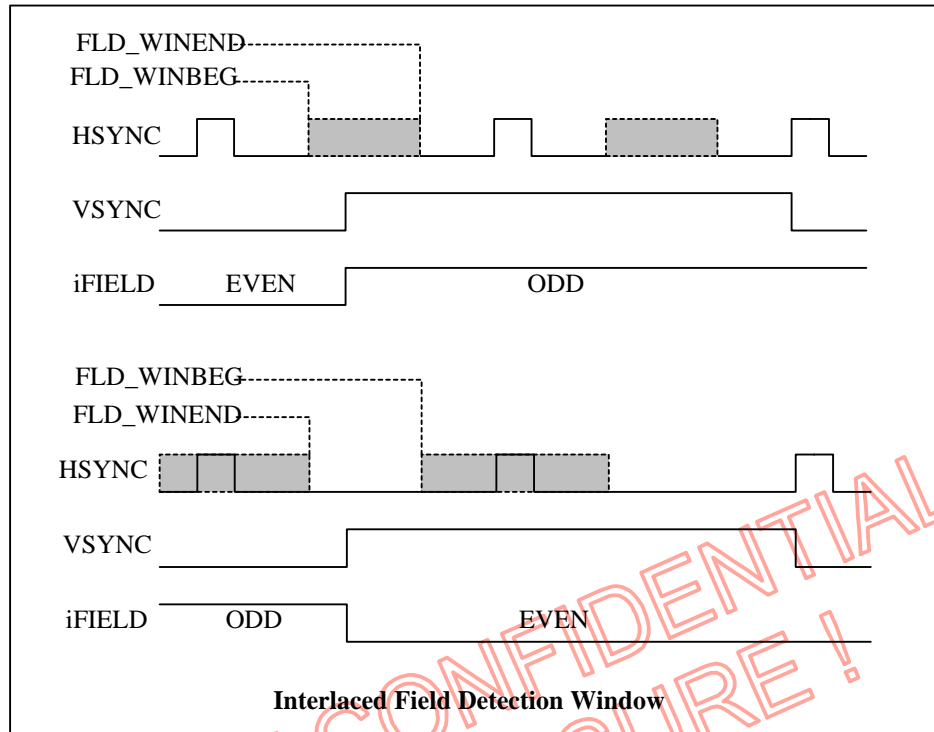 FLD_WINEND
FLD_WINBEG
HSYNC
VSYNC
iFIELD EVEN ODD
FLD_WINBEG
FLD_WINEND
HSYNC
VSYNC
iFIELD ODD EVEN
CONFIDENTIAL
Interlaced Field Detection Window